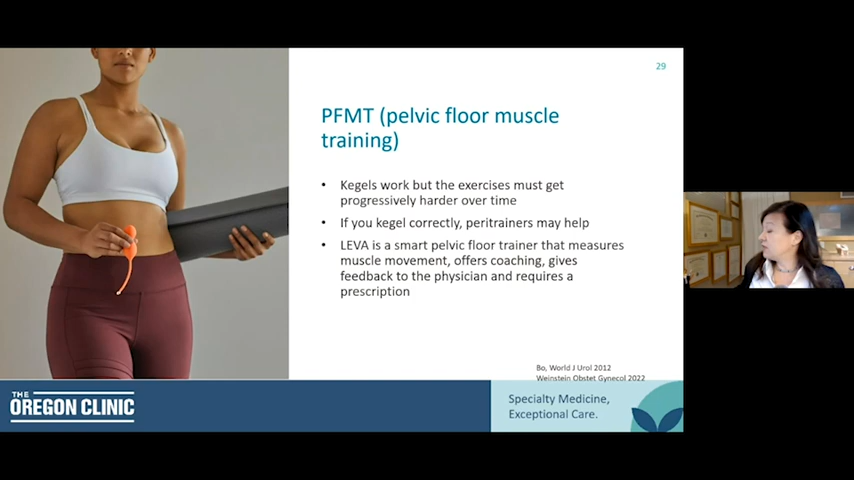 29
PFMT (pelvic floor muscle
training)
• Kegels work but the exercises must get
progressively harder over time
• If you kegel correctly, peritrainers may help
• LEVA is a smart pelvic floor trainer that measures
muscle movement, offers coaching, gives
feedback to the physician and requires a
prescription
Bo, World J Urol 2012
Weinstein Obstet Gynecol 2022
THE
OREGON CLINIC
Specialty Medicine,
Exceptional Care.